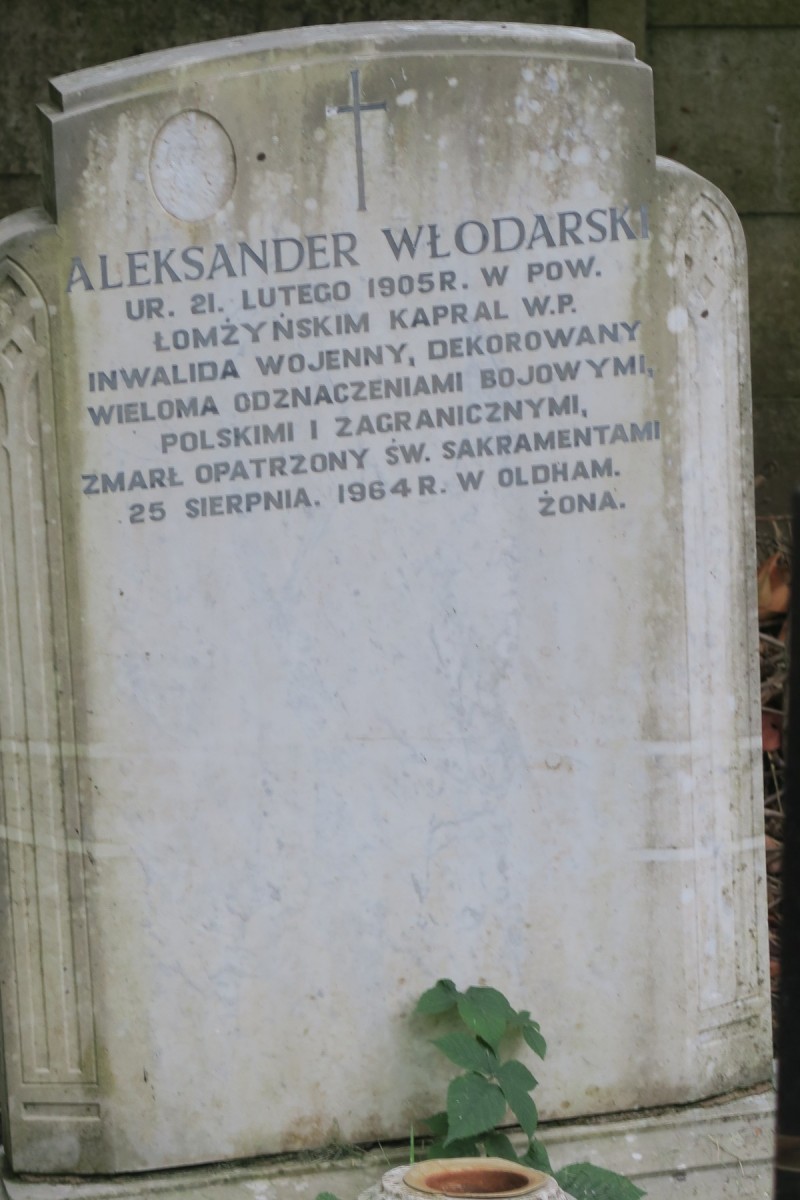 ALEKSANDER WŁODARSKI
UR. 21. LUTEGO 1905R. W POW.
ŁOMŻYŃSKIM KAPRAL W.P.
INWALIDA WOJENNY, DEKOROWANY
WIELOMA ODZNACZENIAMI BOJOWYMI,
POLSKIMI I ZAGRANICZNYMI,
ZMARŁ OPATRZONY ŚW. SAKRAMENTAMI
25 SIERPNIA. 1964R. W OLDHAM.
ŻONA.